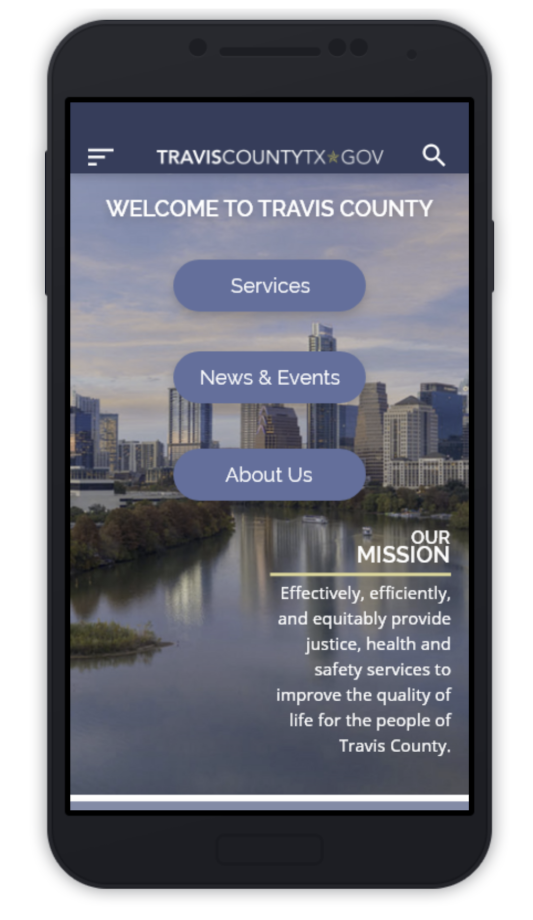 TRAVISCOUNTYTX★GOV
WELCOME TO TRAVIS COUNTY
Services
News & Events
About Us
OUR
MISSION
Effectively, efficiently,
and equitably provide
justice, health and
safety services to
improve the quality of
life for the people of
Travis County.